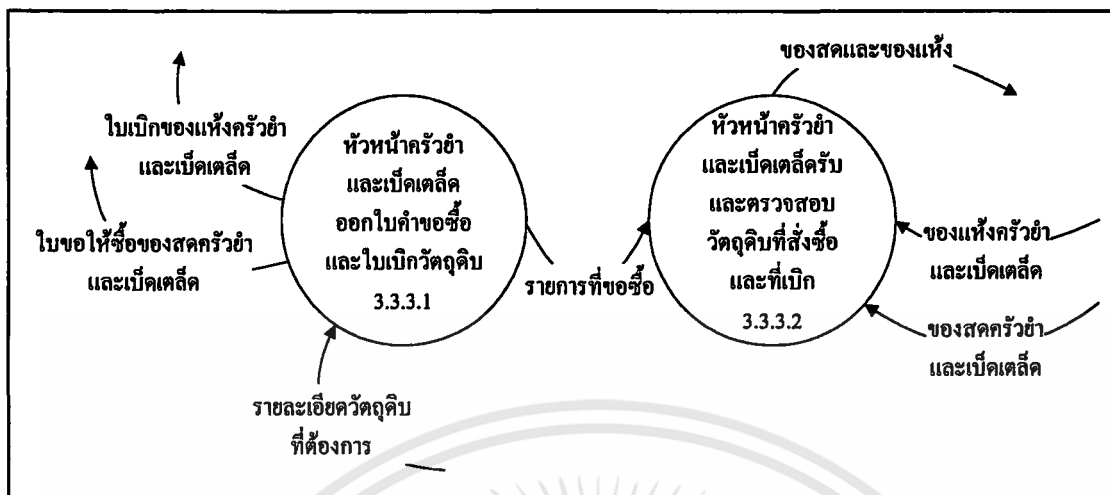 ของสดและของแห้ง
ใบเบิกของแห้งครัวยำ
และเบ็ดเตล็ด
ใบขอให้ซื้อของสดครัวยำ
และเบ็ดเตล็ด
หัวหน้าครัวยำ
และเบ็ดเตล็ด
ออกใบคำขอซื้อ
และใบเบิกวัตถุดิบ
3.3.3.1
รายละเอียดวัตถุดิบ
ที่ต้องการ
รายการที่ขอซื้อ
หัวหน้าครัวยำ
และเบ็ดเตล็ดรับ
และตรวจสอบ
วัตถุดิบที่สั่งซื้อ
และที่เบิก
3.3.3.2
ของแห้งครัวยำ
และเบ็ดเตล็ด
ของสดครัวยำ
และเบ็ดเตล็ด